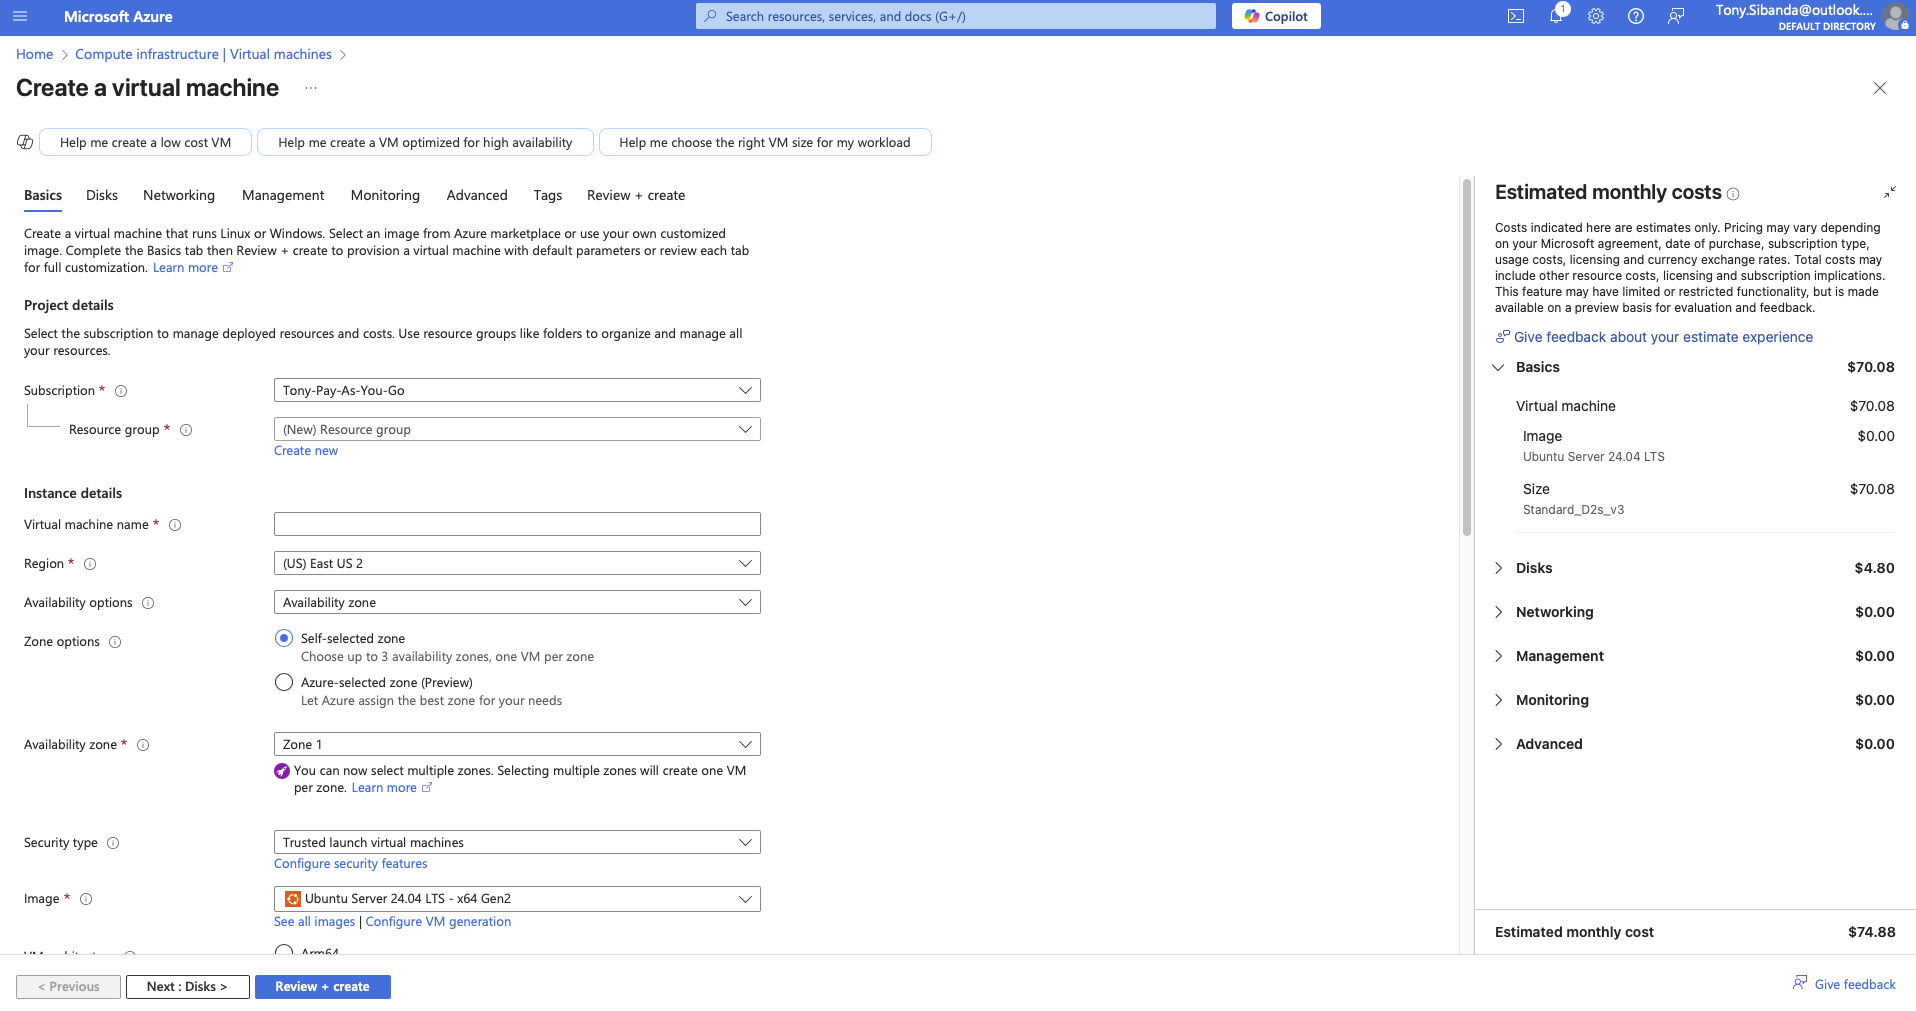 Microsoft Azure
Search resources, services, and docs (G+/)
Copilot
1
Tony.Sibanda@outlook....
DEFAULT DIRECTORY
Home > Compute infrastructure | Virtual machines >
Create a virtual machine ...
Help me create a low cost VM
Help me create a VM optimized for high availability
Help me choose the right VM size for my workload
Basics Disks Networking Management Monitoring Advanced Tags Review + create
Create a virtual machine that runs Linux or Windows. Select an image from Azure marketplace or use your own customized
image. Complete the Basics tab then Review + create to provision a virtual machine with default parameters or review each tab
for full customization. Learn more
Project details
Select the subscription to manage deployed resources and costs. Use resource groups like folders to organize and manage all
your resources.
Subscription *
Tony-Pay-As-You-Go
Resource group *
(New) Resource group
Create new
Instance details
Virtual machine name *
Region *
(US) East US 2
Availability options
Availability zone
Zone options
Self-selected zone
Choose up to 3 availability zones, one VM per zone
Azure-selected zone (Preview)
Let Azure assign the best zone for your needs
Availability zone *
Zone 1
You can now select multiple zones. Selecting multiple zones will create one VM
per zone. Learn more
Security type
Trusted launch virtual machines
Configure security features
Image *
Ubuntu Server 24.04 LTS - x64 Gen2
See all images | Configure VM generation
Arm64
< Previous
Next : Disks >
Review + create
Estimated monthly costs
Costs indicated here are estimates only. Pricing may vary depending
on your Microsoft agreement, date of purchase, subscription type,
usage costs, licensing and currency exchange rates. Total costs may
include other resource costs, licensing and subscription implications.
This feature may have limited or restricted functionality, but is made
available on a preview basis for evaluation and feedback.
Give feedback about your estimate experience
Basics $70.08
Virtual machine $70.08
Image $0.00
Ubuntu Server 24.04 LTS
Size $70.08
Standard_D2s_v3
Disks $4.80
Networking $0.00
Management $0.00
Monitoring $0.00
Advanced $0.00
Estimated monthly cost $74.88
Give feedback